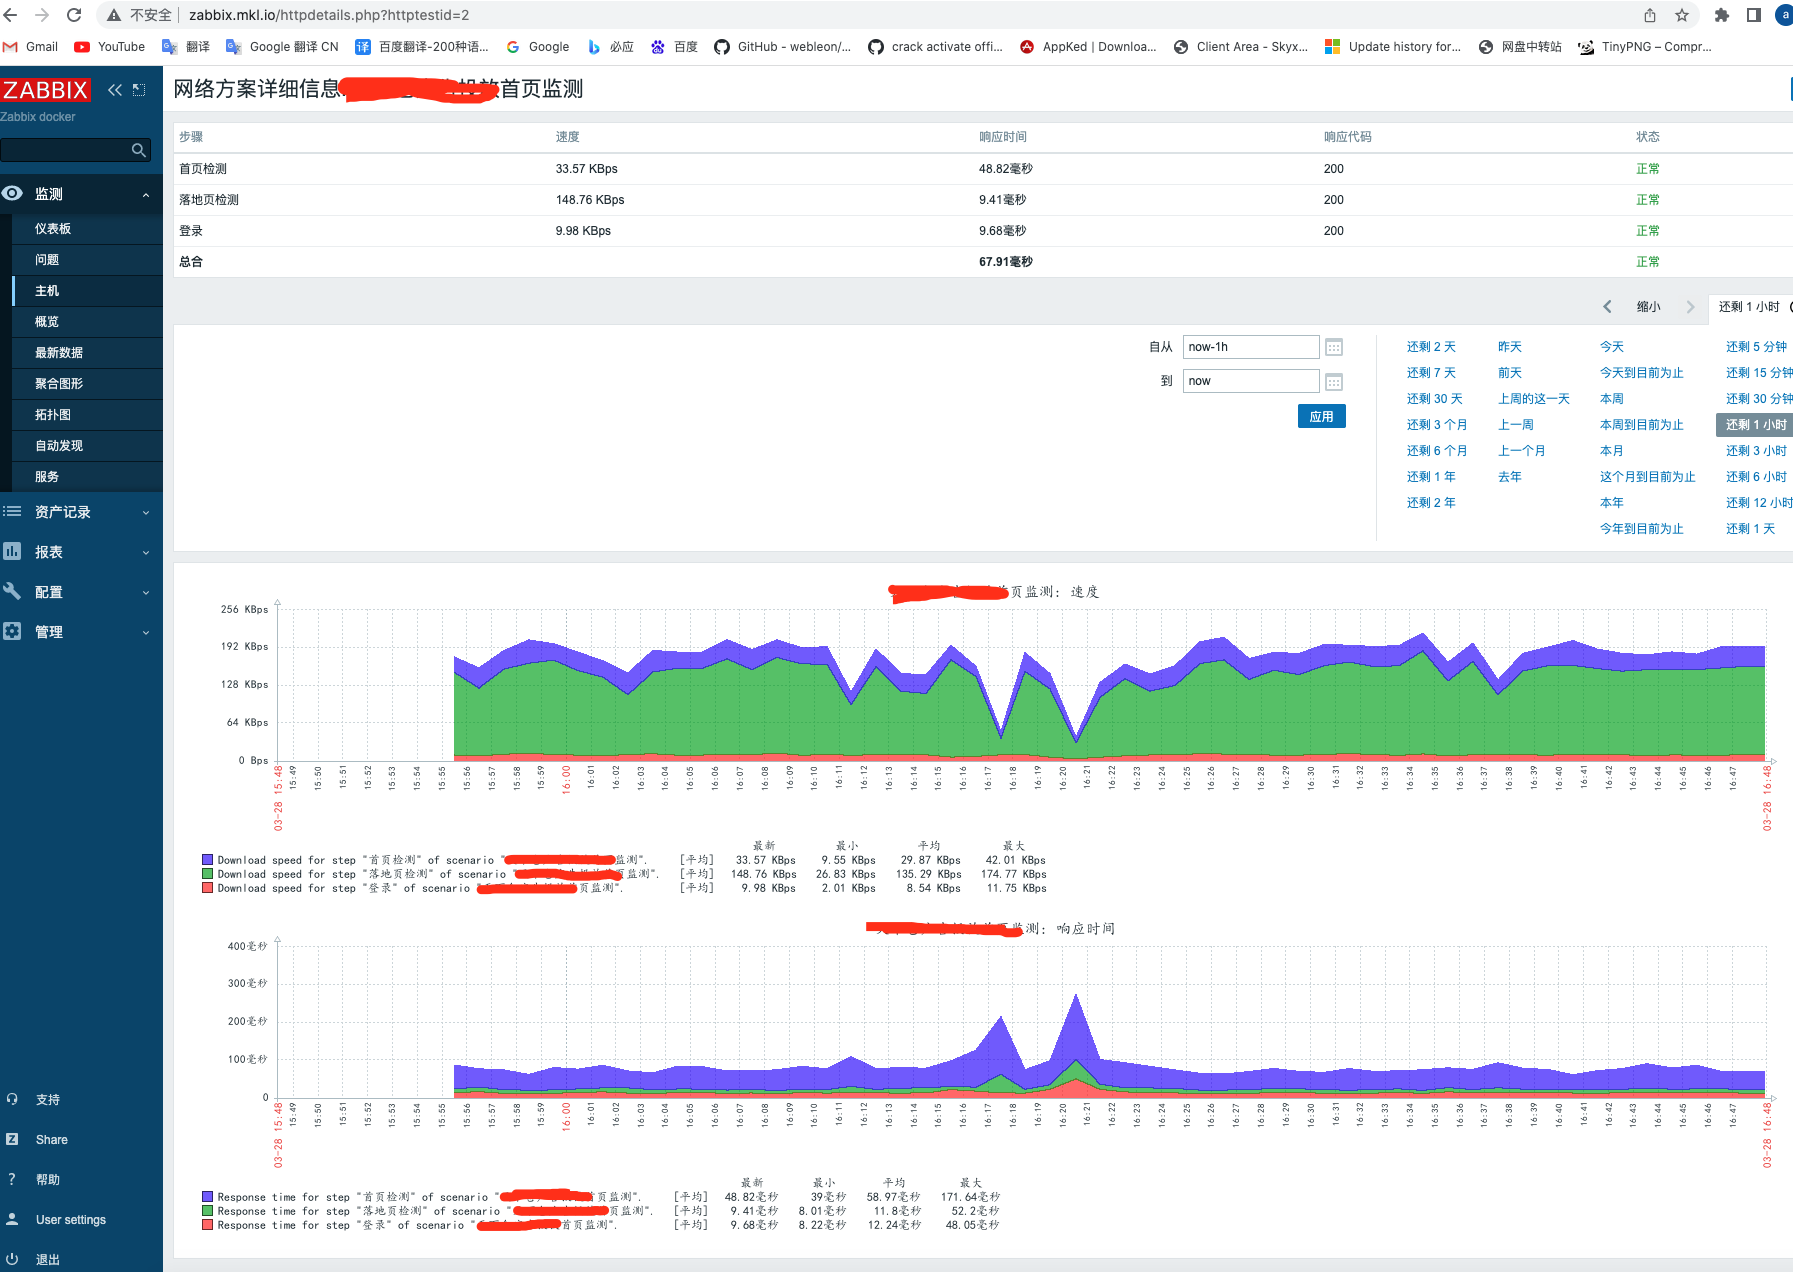 不安全 zabbix.mkl.io/httpdetails.php?httptestid=2
a
Gmail YouTube 翻译 Google 翻译 CN 百度翻译-200种语... Google 必应 百度 GitHub - webleon/... crack activate offi... AppKed | Downloa... Client Area - Skyx... Update history for... 网盘中转站 TinyPNG – Compr...
ZABBIX
Zabbix docker
监测
仪表板
问题
主机
概览
最新数据
聚合图形
拓扑图
自动发现
服务
资产记录
报表
配置
管理
支持
Share
帮助
User settings
退出
网络方案详细信息 首页监测
步骤 速度 响应时间 响应代码 状态
首页检测 33.57 KBps 48.82毫秒 200 正常
落地页检测 148.76 KBps 9.41毫秒 200 正常
登录 9.98 KBps 9.68毫秒 200 正常
总合 67.91毫秒 正常
缩小 还剩 1 小时
自从 now-1h
到 now
应用
还剩 2 天 昨天 今天 还剩 5 分钟
还剩 7 天 前天 今天到目前为止 还剩 15 分钟
还剩 30 天 上周的这一天 本周 还剩 30 分钟
还剩 3 个月 上一周 本周到目前为止 还剩 1 小时
还剩 6 个月 上一个月 本月 还剩 3 小时
还剩 1 年 去年 这个月到目前为止 还剩 6 小时
还剩 2 年 本年 还剩 12 小时
今年到目前为止 还剩 1 天
页监测: 速度
256 KBps
192 KBps
128 KBps
64 KBps
0 Bps
03-28 15:48 15:49 15:50 15:51 15:52 15:53 15:54 15:55 15:56 15:57 15:58 15:59 16:00 16:01 16:02 16:03 16:04 16:05 16:06 16:07 16:08 16:09 16:10 16:11 16:12 16:13 16:14 16:15 16:16 16:17 16:18 16:19 16:20 16:21 16:22 16:23 16:24 16:25 16:26 16:27 16:28 16:29 16:30 16:31 16:32 16:33 16:34 16:35 16:36 16:37 16:38 16:39 16:40 16:41 16:42 16:43 16:44 16:45 16:46 16:47 03-28 16:48
最新 最小 平均 最大
Download speed for step "首页检测" of scenario " 监测". [平均] 33.57 KBps 9.55 KBps 29.87 KBps 42.01 KBps
Download speed for step "落地页检测" of scenario " 页监测". [平均] 148.76 KBps 26.83 KBps 135.29 KBps 174.77 KBps
Download speed for step "登录" of scenario " 页监测". [平均] 9.98 KBps 2.01 KBps 8.54 KBps 11.75 KBps
监测: 响应时间
400毫秒
300毫秒
200毫秒
100毫秒
0
03-28 15:48 15:49 15:50 15:51 15:52 15:53 15:54 15:55 15:56 15:57 15:58 15:59 16:00 16:01 16:02 16:03 16:04 16:05 16:06 16:07 16:08 16:09 16:10 16:11 16:12 16:13 16:14 16:15 16:16 16:17 16:18 16:19 16:20 16:21 16:22 16:23 16:24 16:25 16:26 16:27 16:28 16:29 16:30 16:31 16:32 16:33 16:34 16:35 16:36 16:37 16:38 16:39 16:40 16:41 16:42 16:43 16:44 16:45 16:46 16:47 03-28 16:48
最新 最小 平均 最大
Response time for step "首页检测" of scenario " 首页监测". [平均] 48.82毫秒 39毫秒 58.97毫秒 171.64毫秒
Response time for step "落地页检测" of scenario " 首页监测". [平均] 9.41毫秒 8.01毫秒 11.8毫秒 52.2毫秒
Response time for step "登录" of scenario " 首页监测". [平均] 9.68毫秒 8.22毫秒 12.24毫秒 48.05毫秒